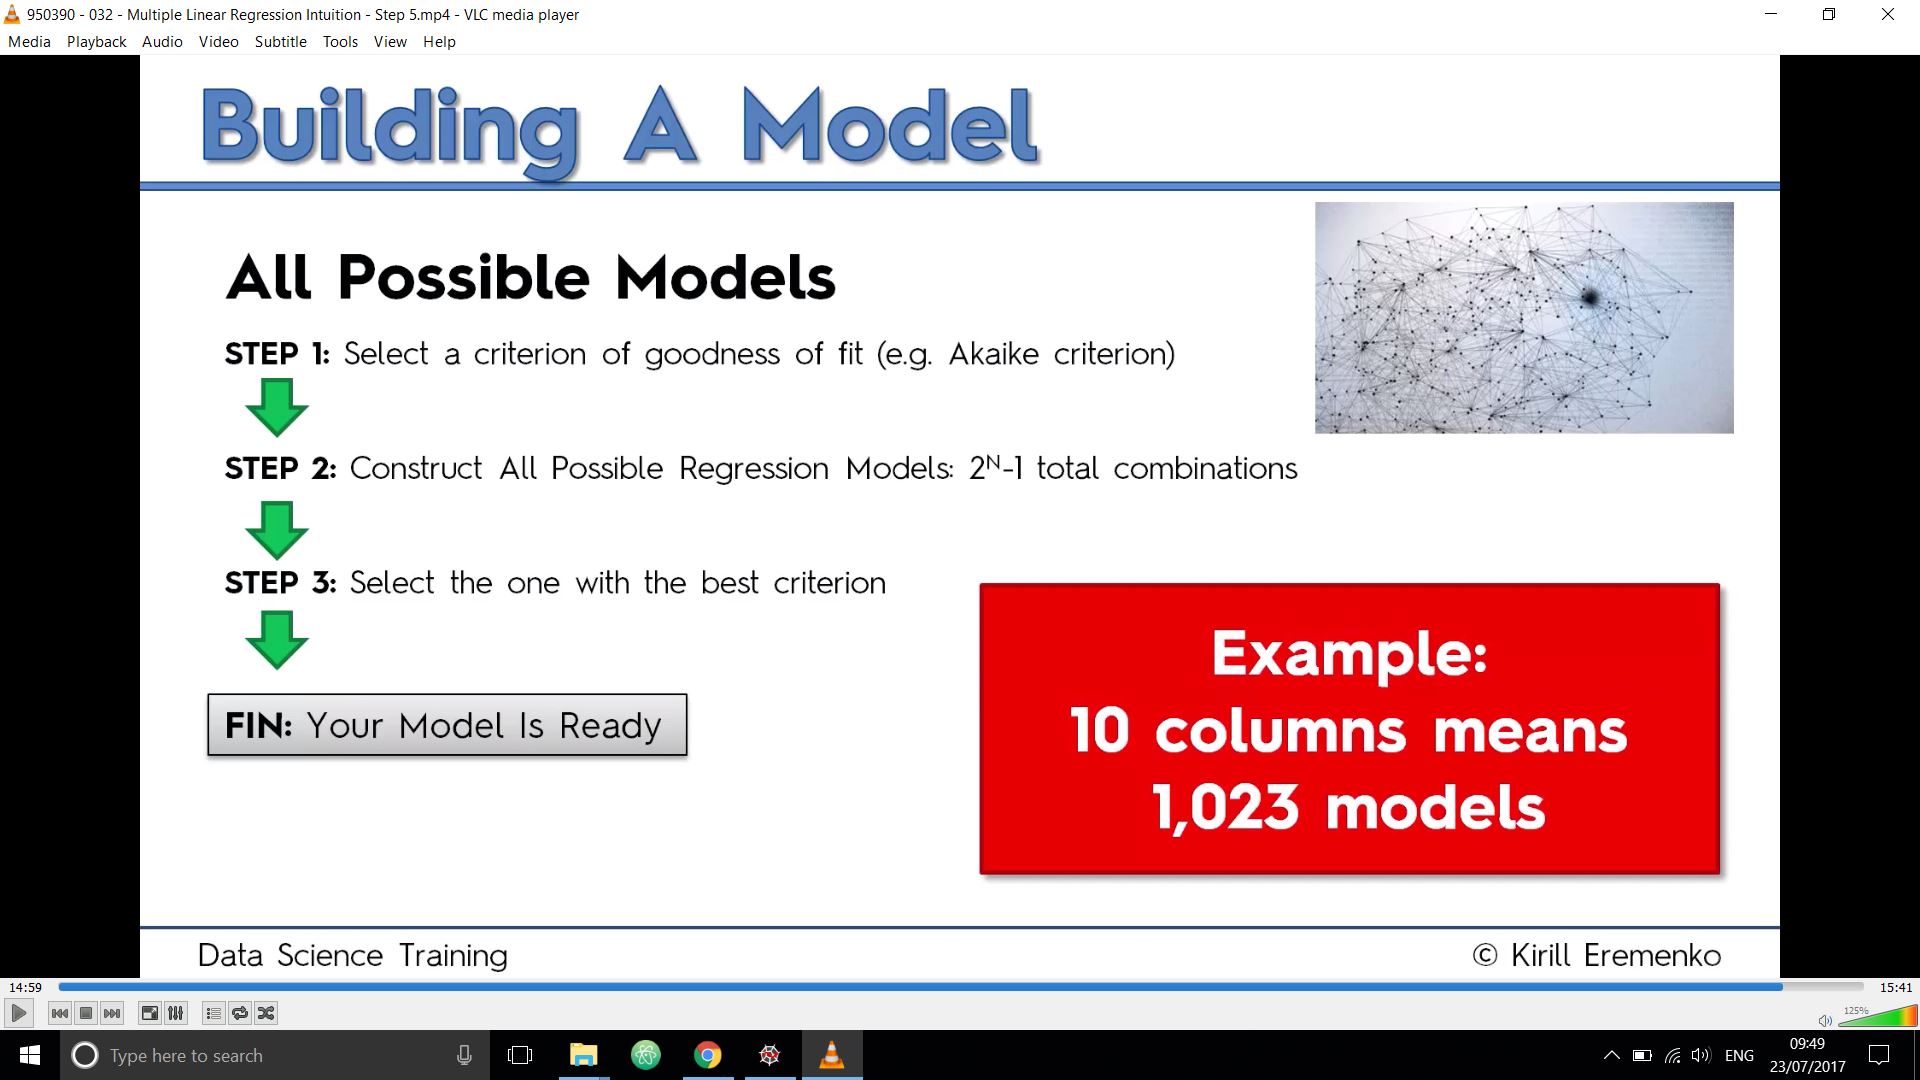 950390 - 032 - Multiple Linear Regression Intuition - Step 5.mp4 - VLC media player
Media Playback Audio Video Subtitle Tools View Help
Building A Model
All Possible Models
STEP 1: Select a criterion of goodness of fit (e.g. Akaike criterion)
STEP 2: Construct All Possible Regression Models: 2ᴺ-1 total combinations
STEP 3: Select the one with the best criterion
FIN: Your Model Is Ready
Example:
10 columns means
1,023 models
Data Science Training
© Kirill Eremenko
14:59
15:41
125%
Type here to search
ENG
09:49
23/07/2017